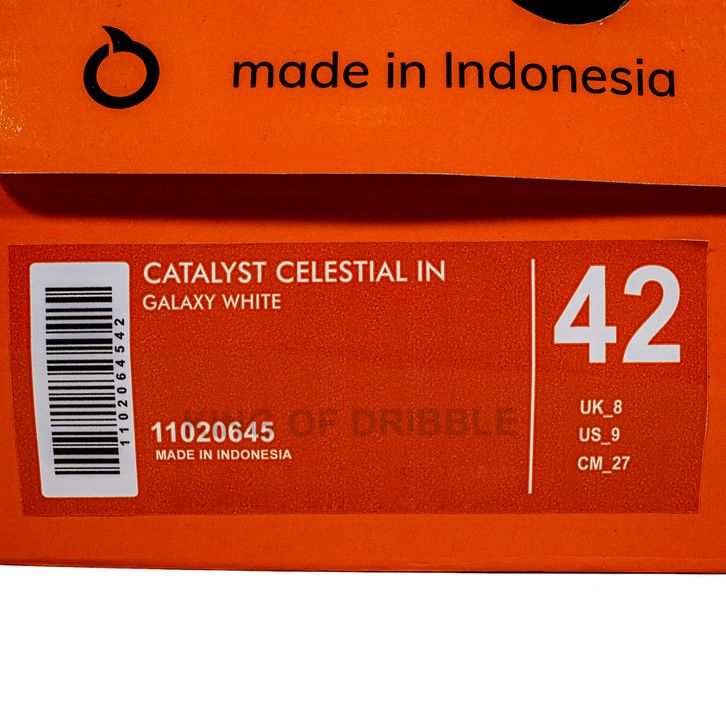 made in Indonesia
CATALYST CELESTIAL IN
GALAXY WHITE
42
1102064542
KING OF DRIBBLE
11020645
MADE IN INDONESIA
UK_8
US_9
CM_27